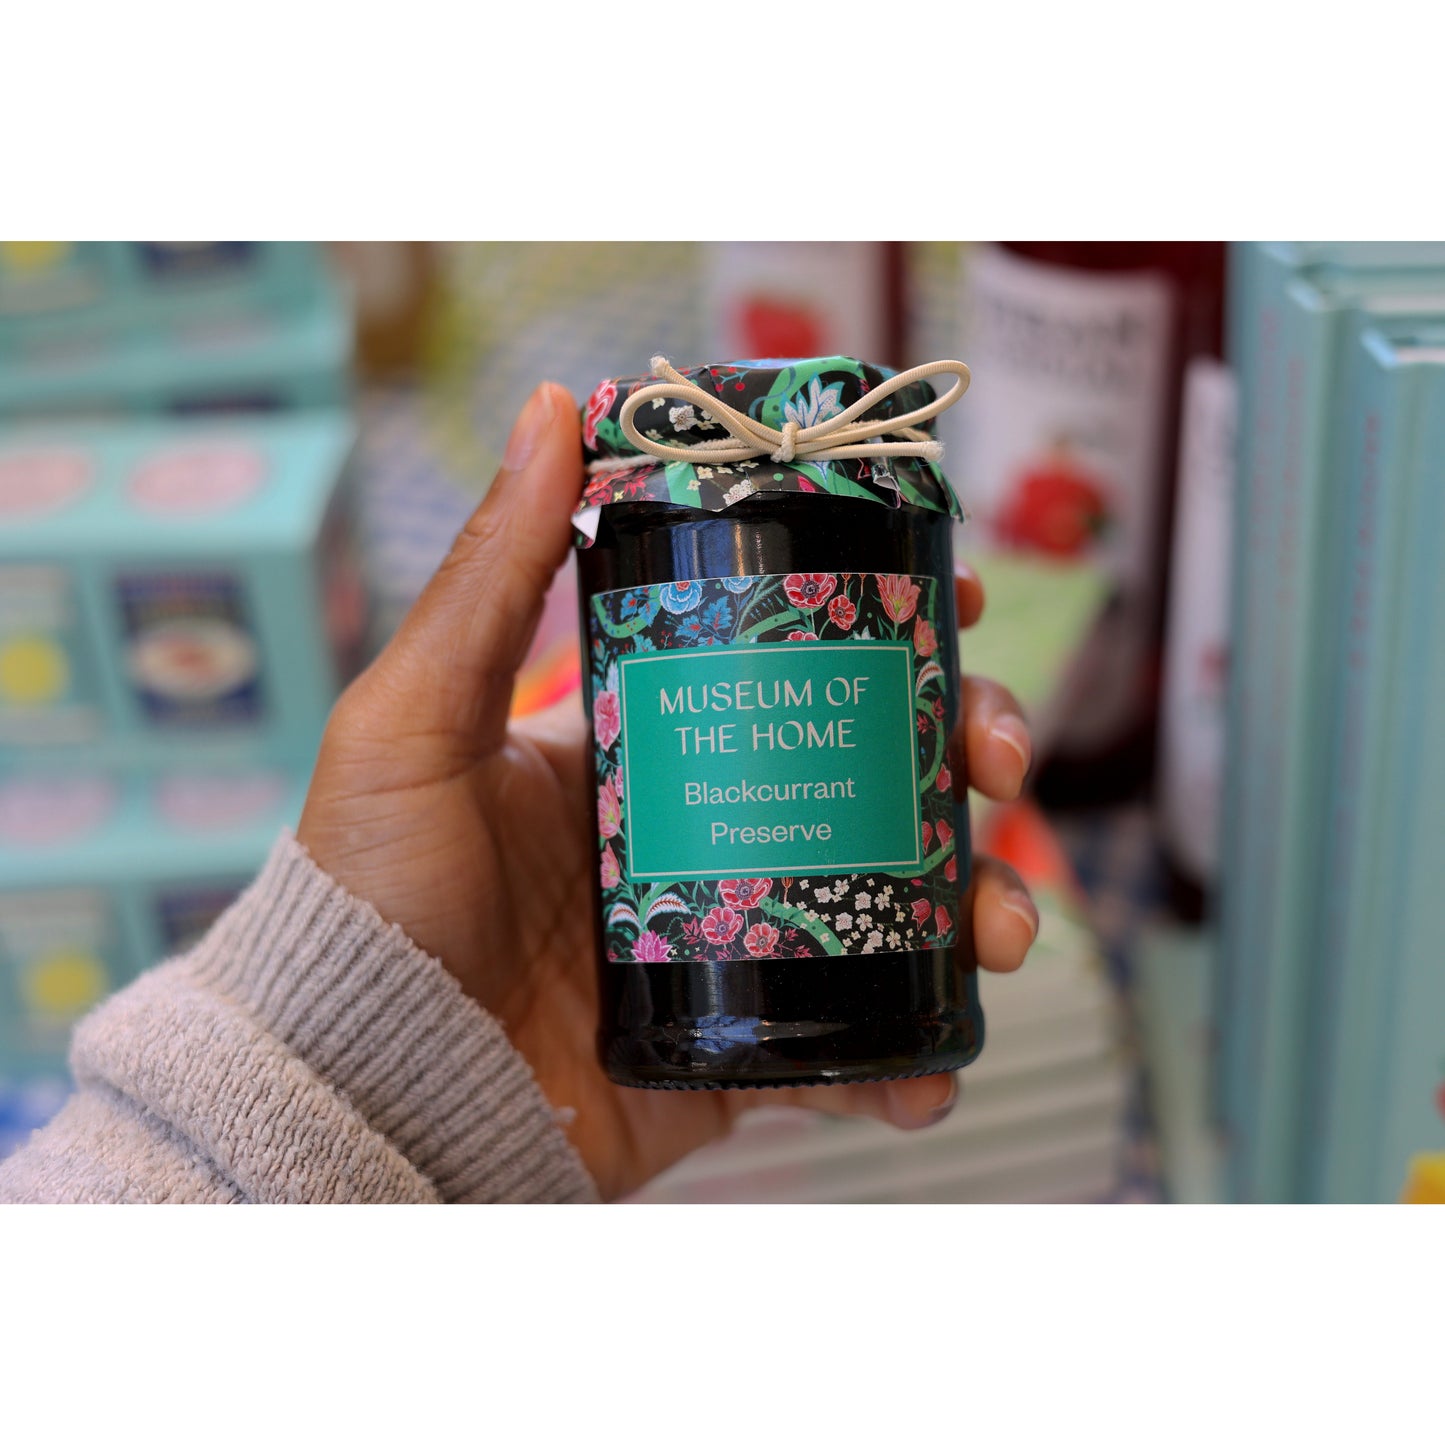 MUSEUM OF
THE HOME
Blackcurrant
Preserve